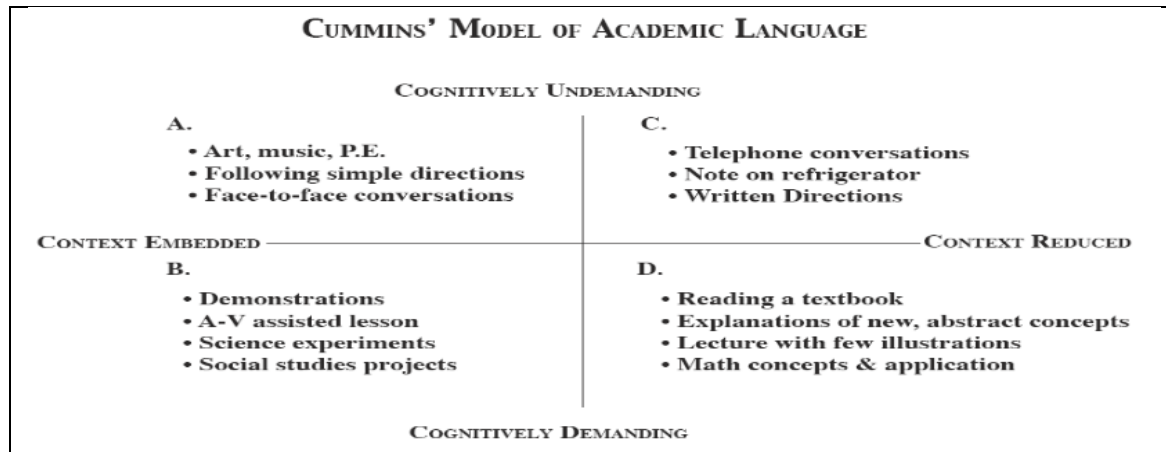 CUMMINS’ MODEL OF ACADEMIC LANGUAGE
COGNITIVELY UNDEMANDING
A.
• Art, music, P.E.
• Following simple directions
• Face-to-face conversations
C.
• Telephone conversations
• Note on refrigerator
• Written Directions
CONTEXT EMBEDDED
CONTEXT REDUCED
B.
• Demonstrations
• A-V assisted lesson
• Science experiments
• Social studies projects
D.
• Reading a textbook
• Explanations of new, abstract concepts
• Lecture with few illustrations
• Math concepts & application
COGNITIVELY DEMANDING